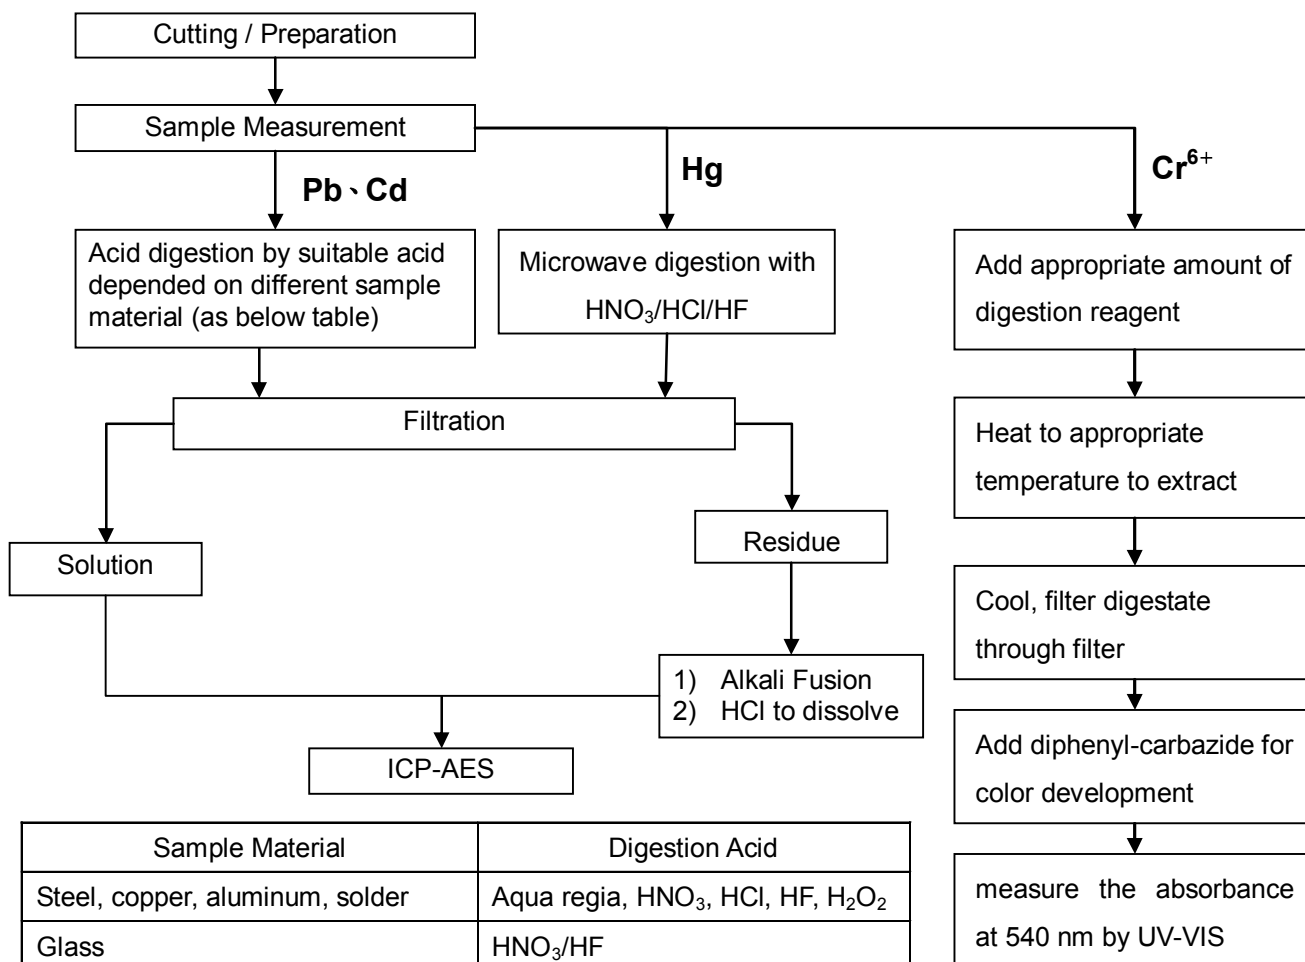 Cutting / Preparation
Sample Measurement
Pb、Cd
Hg
Cr⁶⁺
Acid digestion by suitable acid
depended on different sample
material (as below table)
Microwave digestion with
HNO₃/HCl/HF
Add appropriate amount of
digestion reagent
Filtration
Heat to appropriate
temperature to extract
Solution
Residue
Cool, filter digestate
through filter
1) Alkali Fusion
2) HCl to dissolve
ICP-AES
Add diphenyl-carbazide for
color development
measure the absorbance
at 540 nm by UV-VIS
Sample Material Digestion Acid
Steel, copper, aluminum, solder Aqua regia, HNO₃, HCl, HF, H₂O₂
Glass HNO₃/HF